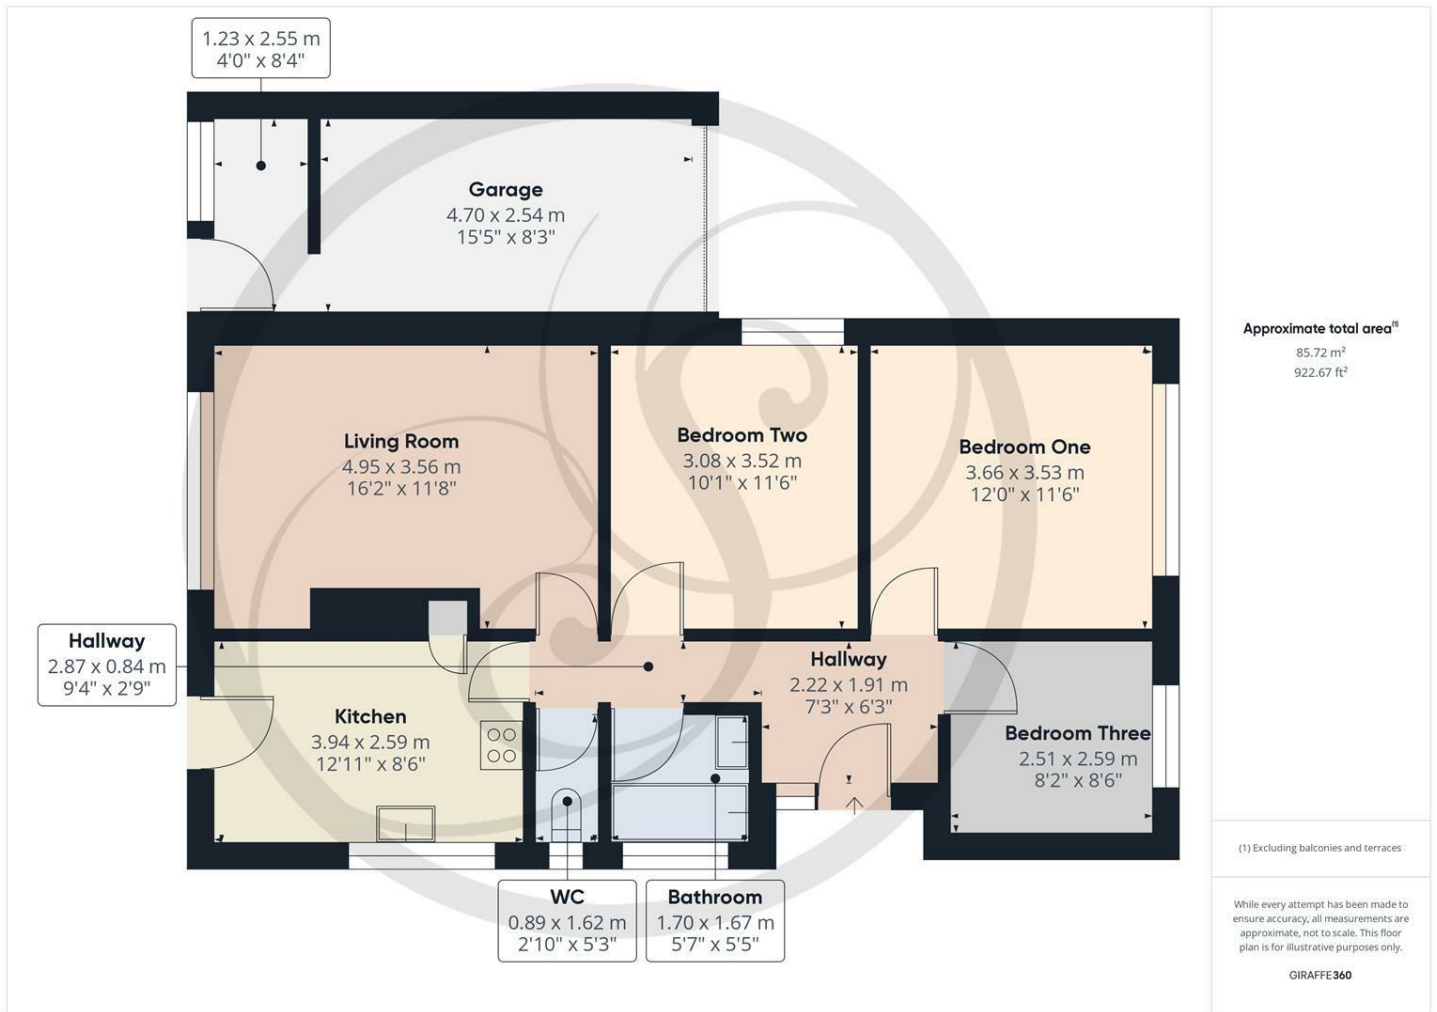 1.23 x 2.55 m
4'0" x 8'4"
Garage
4.70 x 2.54 m
15'5" x 8'3"
Living Room
4.95 x 3.56 m
16'2" x 11'8"
Bedroom Two
3.08 x 3.52 m
10'1" x 11'6"
Bedroom One
3.66 x 3.53 m
12'0" x 11'6"
Hallway
2.87 x 0.84 m
9'4" x 2'9"
Hallway
2.22 x 1.91 m
7'3" x 6'3"
Kitchen
3.94 x 2.59 m
12'11" x 8'6"
Bedroom Three
2.51 x 2.59 m
8'2" x 8'6"
WC
0.89 x 1.62 m
2'10" x 5'3"
Bathroom
1.70 x 1.67 m
5'7" x 5'5"
Approximate total area(1)
85.72 m²
922.67 ft²
(1) Excluding balconies and terraces
While every attempt has been made to
ensure accuracy, all measurements are
approximate, not to scale. This floor
plan is for illustrative purposes only.
GIRAFFE360